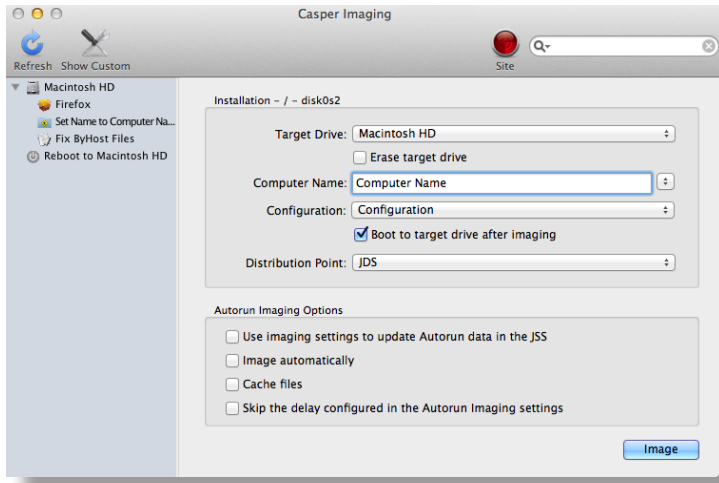 Casper Imaging
Refresh Show Custom
Site
Macintosh HD
Firefox
Set Name to Computer Na...
Fix ByHost Files
Reboot to Macintosh HD
Installation - / - disk0s2
Target Drive: Macintosh HD
Erase target drive
Computer Name: Computer Name
Configuration: Configuration
Boot to target drive after imaging
Distribution Point: JDS
Autorun Imaging Options
Use imaging settings to update Autorun data in the JSS
Image automatically
Cache files
Skip the delay configured in the Autorun Imaging settings
Image